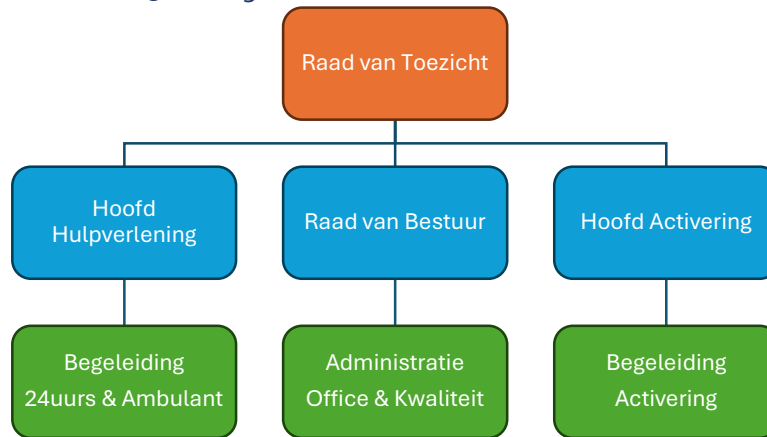 Raad van Toezicht
Hoofd
Hulpverlening
Raad van Bestuur
Hoofd Activering
Begeleiding
24uurs & Ambulant
Administratie
Office & Kwaliteit
Begeleiding
Activering